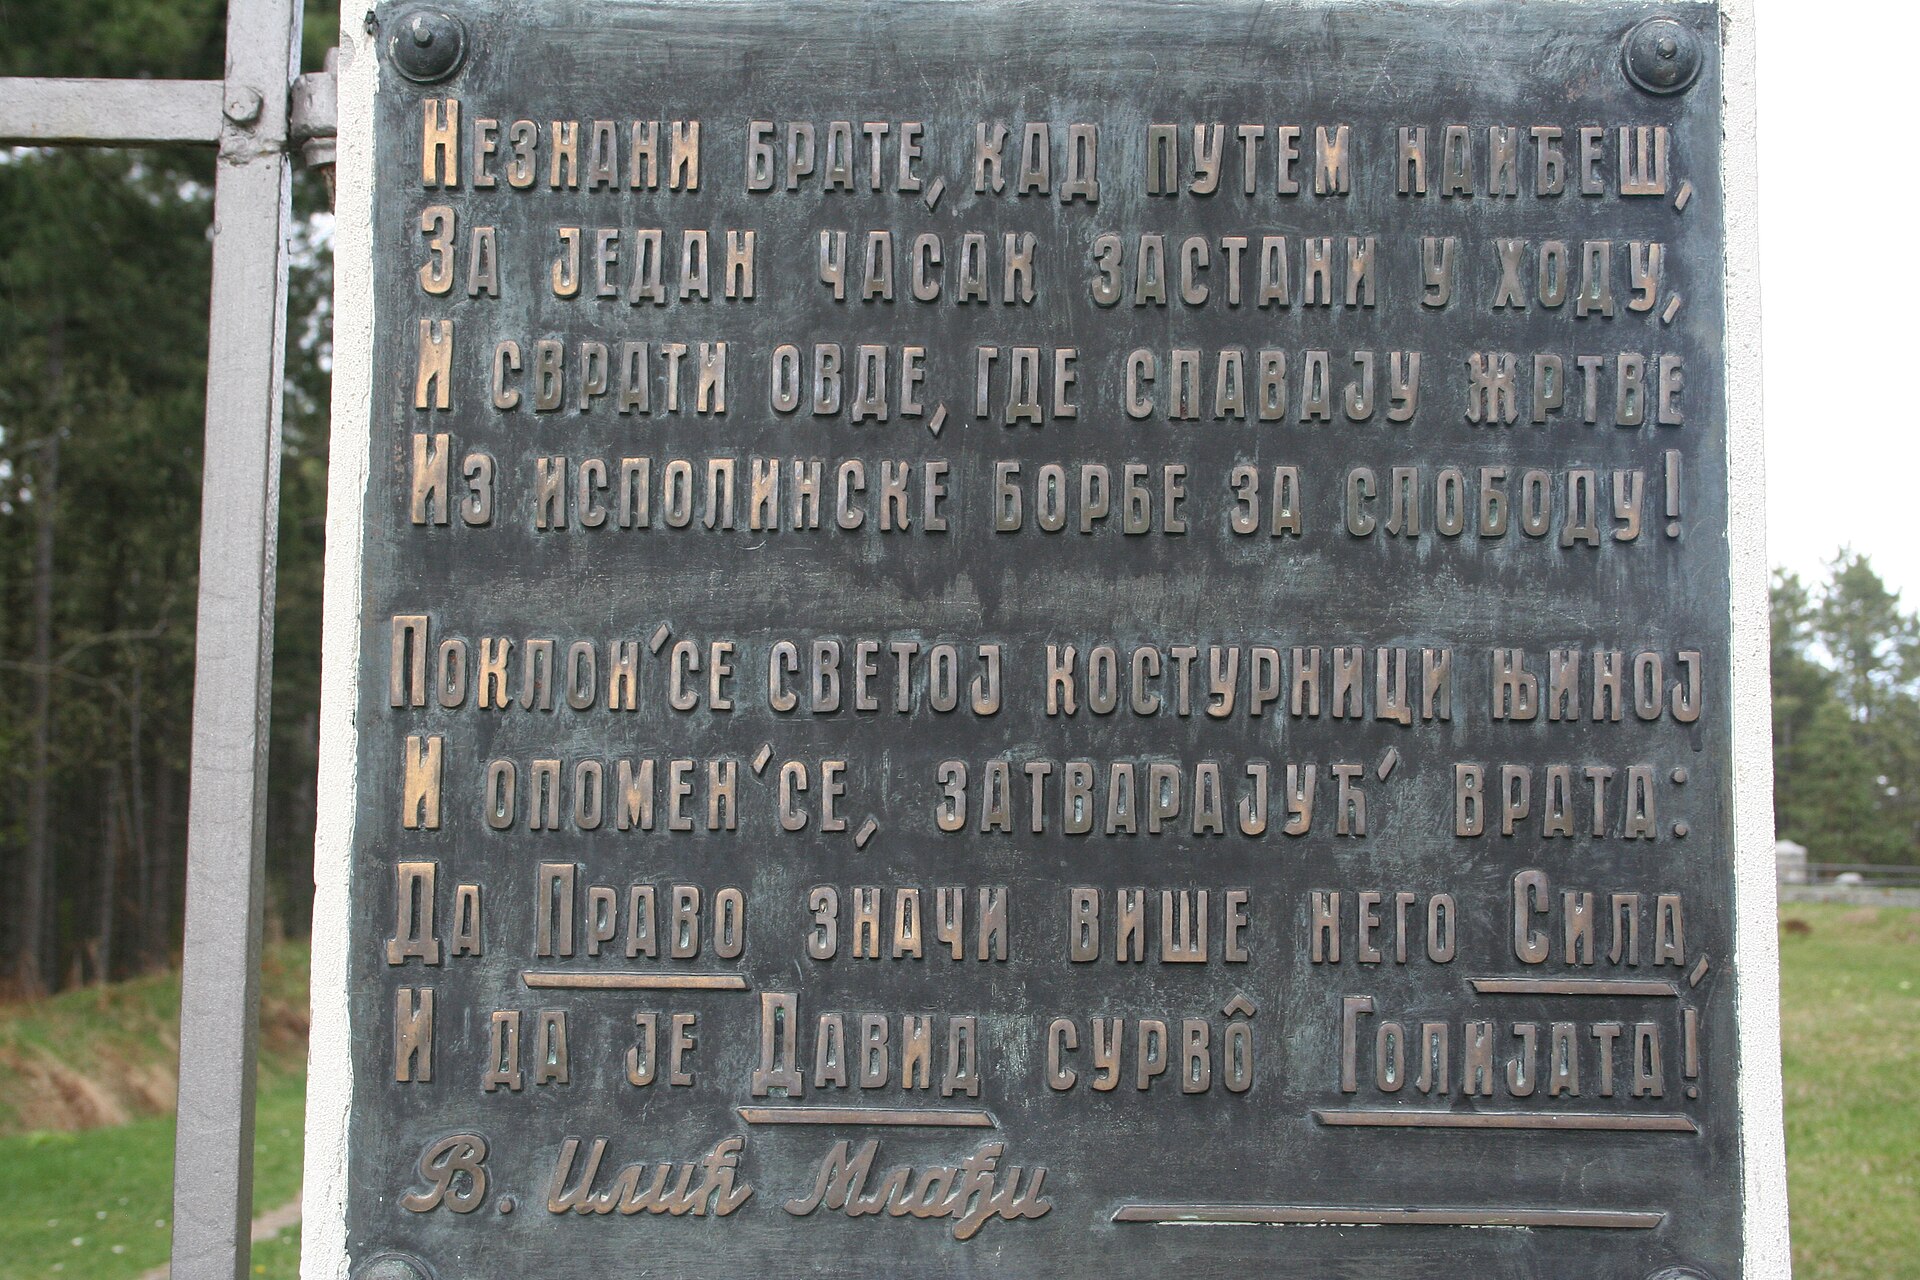 Незнани брате, кад путем наиђеш,
За један часак застани у ходу,
И сврати овде, где спавају жртве
Из исполинске борбе за слободу!
Поклон'се светој костурници њиној
И опомен'се, затварајућ' врата:
Да Право значи више него Сила,
И да је Давид сурвô Голијата!
В. Илић Млађи